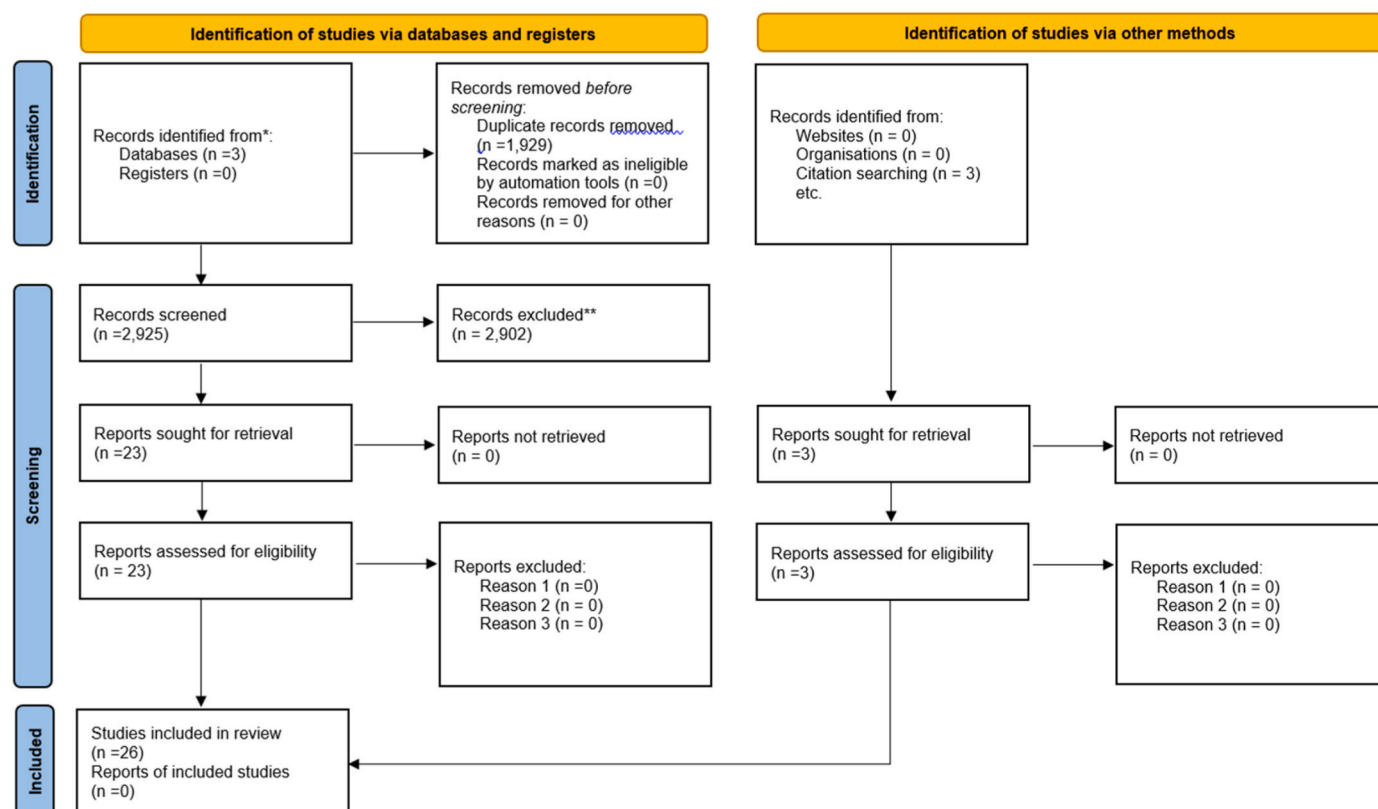 Identification of studies via databases and registers
Identification of studies via other methods
Identification
Records identified from*:
Databases (n =3)
Registers (n =0)
Records removed before
screening:
Duplicate records removed
(n =1,929)
Records marked as ineligible
by automation tools (n =0)
Records removed for other
reasons (n = 0)
Records identified from:
Websites (n = 0)
Organisations (n = 0)
Citation searching (n = 3)
etc.
Screening
Records screened
(n =2,925)
Records excluded**
(n = 2,902)
Reports sought for retrieval
(n =23)
Reports not retrieved
(n = 0)
Reports sought for retrieval
(n =3)
Reports not retrieved
(n = 0)
Reports assessed for eligibility
(n = 23)
Reports excluded:
Reason 1 (n =0)
Reason 2 (n = 0)
Reason 3 (n = 0)
Reports assessed for eligibility
(n =3)
Reports excluded:
Reason 1 (n = 0)
Reason 2 (n = 0)
Reason 3 (n = 0)
Included
Studies included in review
(n =26)
Reports of included studies
(n =0)